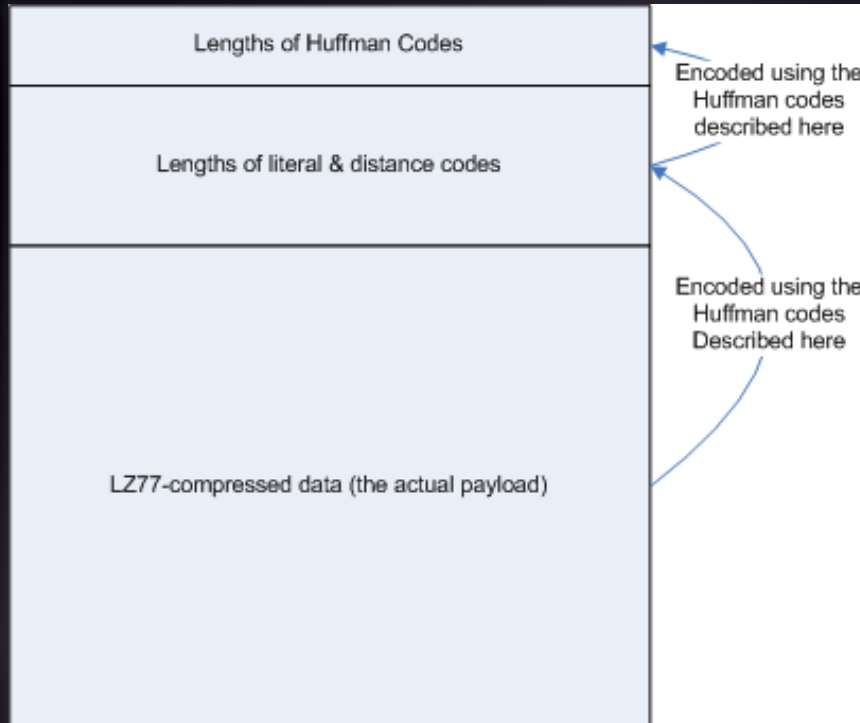 Lengths of Huffman Codes
Encoded using the
Huffman codes
described here
Lengths of literal & distance codes
Encoded using the
Huffman codes
Described here
LZ77-compressed data (the actual payload)